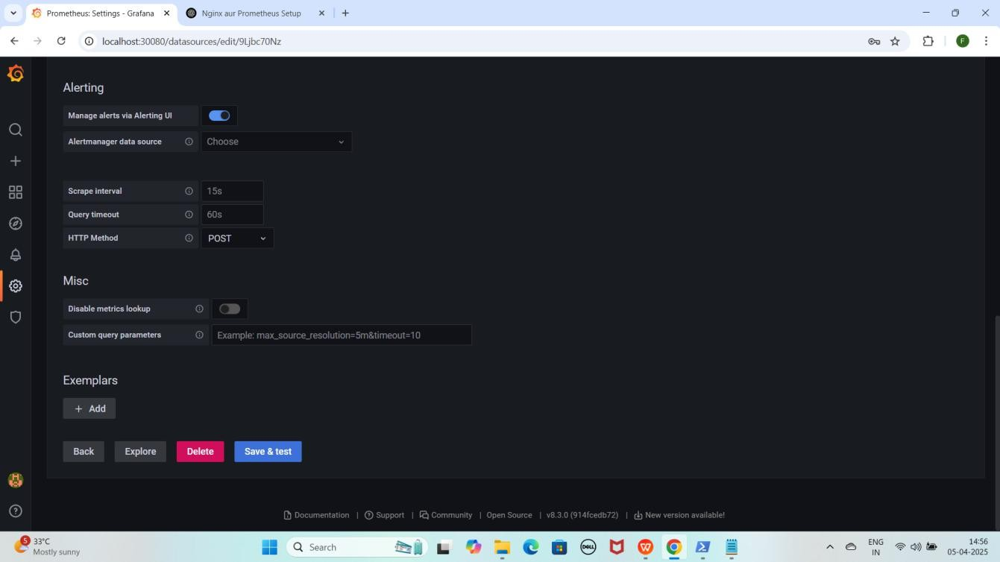 Prometheus: Settings - Grafana
Nginx aur Prometheus Setup
localhost:30080/datasources/edit/9Ljbc70Nz
F
Alerting
Manage alerts via Alerting UI
Alertmanager data source Choose
Scrape interval 15s
Query timeout 60s
HTTP Method POST
Misc
Disable metrics lookup
Custom query parameters Example: max_source_resolution=5m&timeout=10
Exemplars
+ Add
Back Explore Delete Save & test
Documentation | Support | Community | Open Source | v8.3.0 (914fcedb72) | New version available!
5 33°C
Mostly sunny
Search
DELL
W
ENG
IN
14:56
05-04-2025